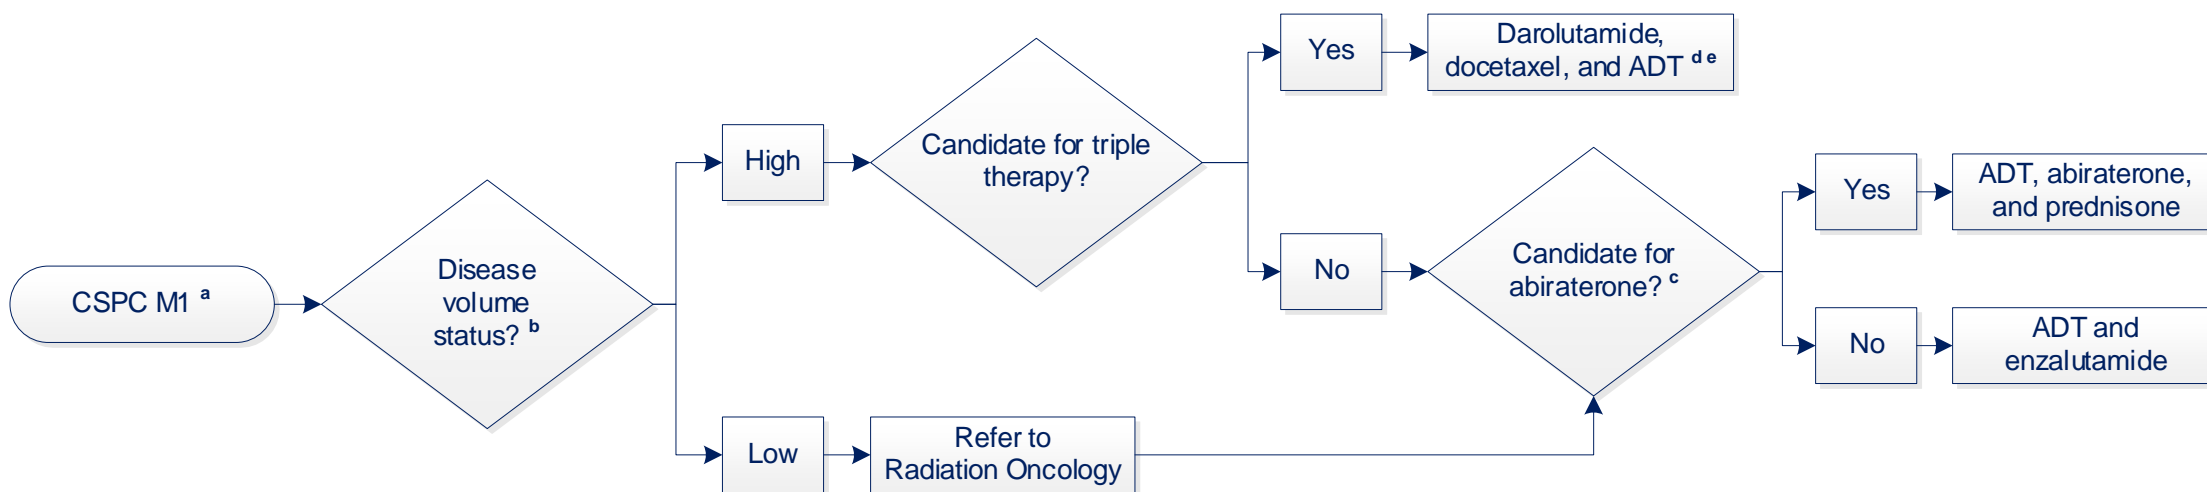 CSPC M1 a
Disease
volume
status? b
High
Low
Candidate for triple
therapy?
Refer to
Radiation Oncology
Yes
No
Darolutamide,
docetaxel, and ADT d e
Candidate for
abiraterone? c
Yes
No
ADT, abiraterone,
and prednisone
ADT and
enzalutamide